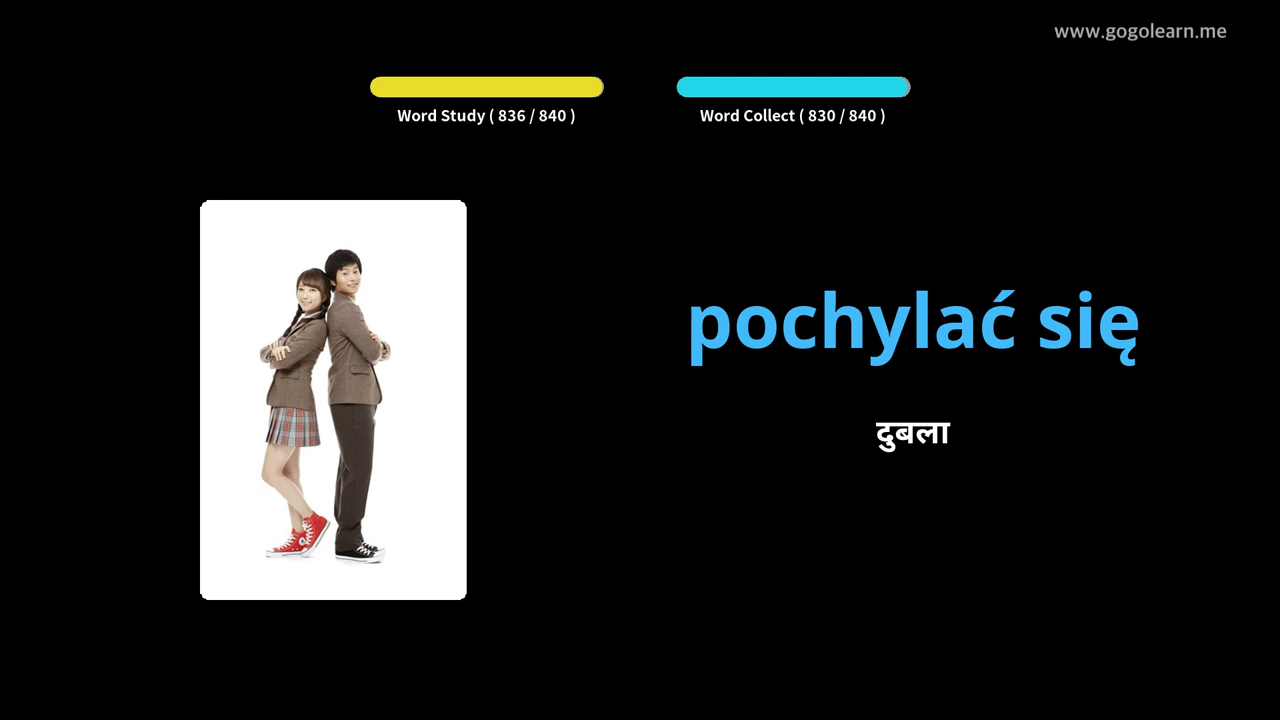 www.gogolearn.me
Word Study ( 836 / 840 )
Word Collect ( 830 / 840 )
pochylać się
दुबला